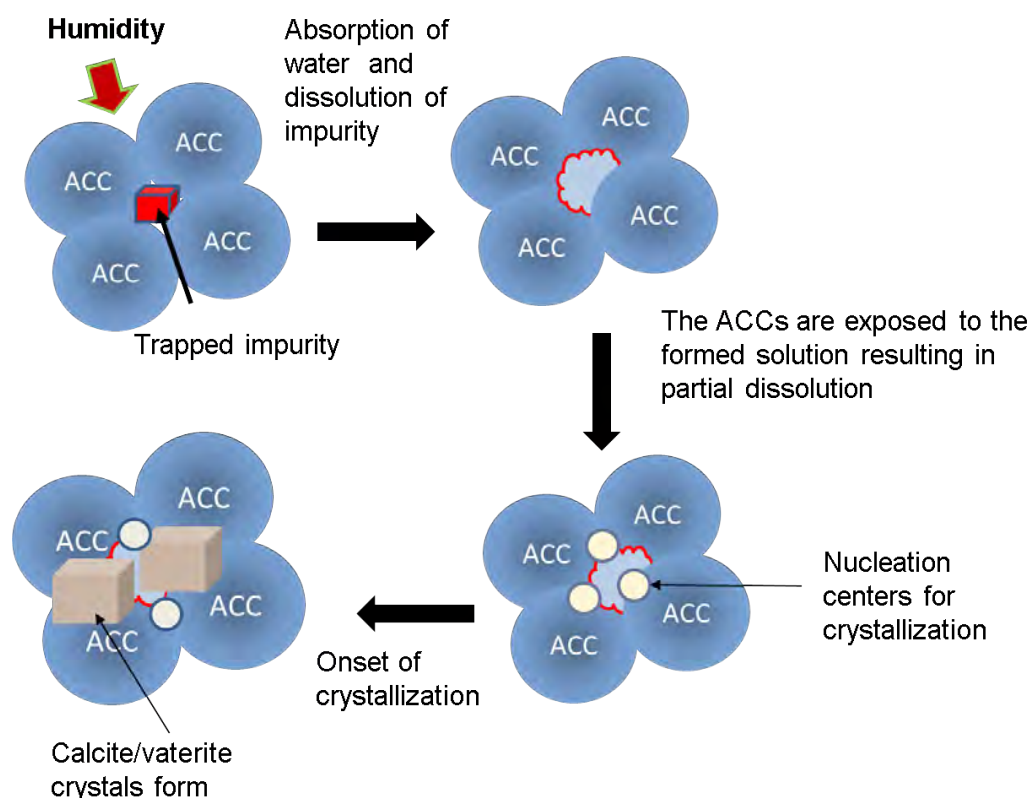 Humidity
Absorption of
water and
dissolution of
impurity
ACC
ACC
ACC
ACC
Trapped impurity
ACC
ACC
ACC
ACC
The ACCs are exposed to the
formed solution resulting in
partial dissolution
ACC
ACC
ACC
ACC
Nucleation
centers for
crystallization
Onset of
crystallization
ACC
ACC
ACC
ACC
Calcite/vaterite
crystals form